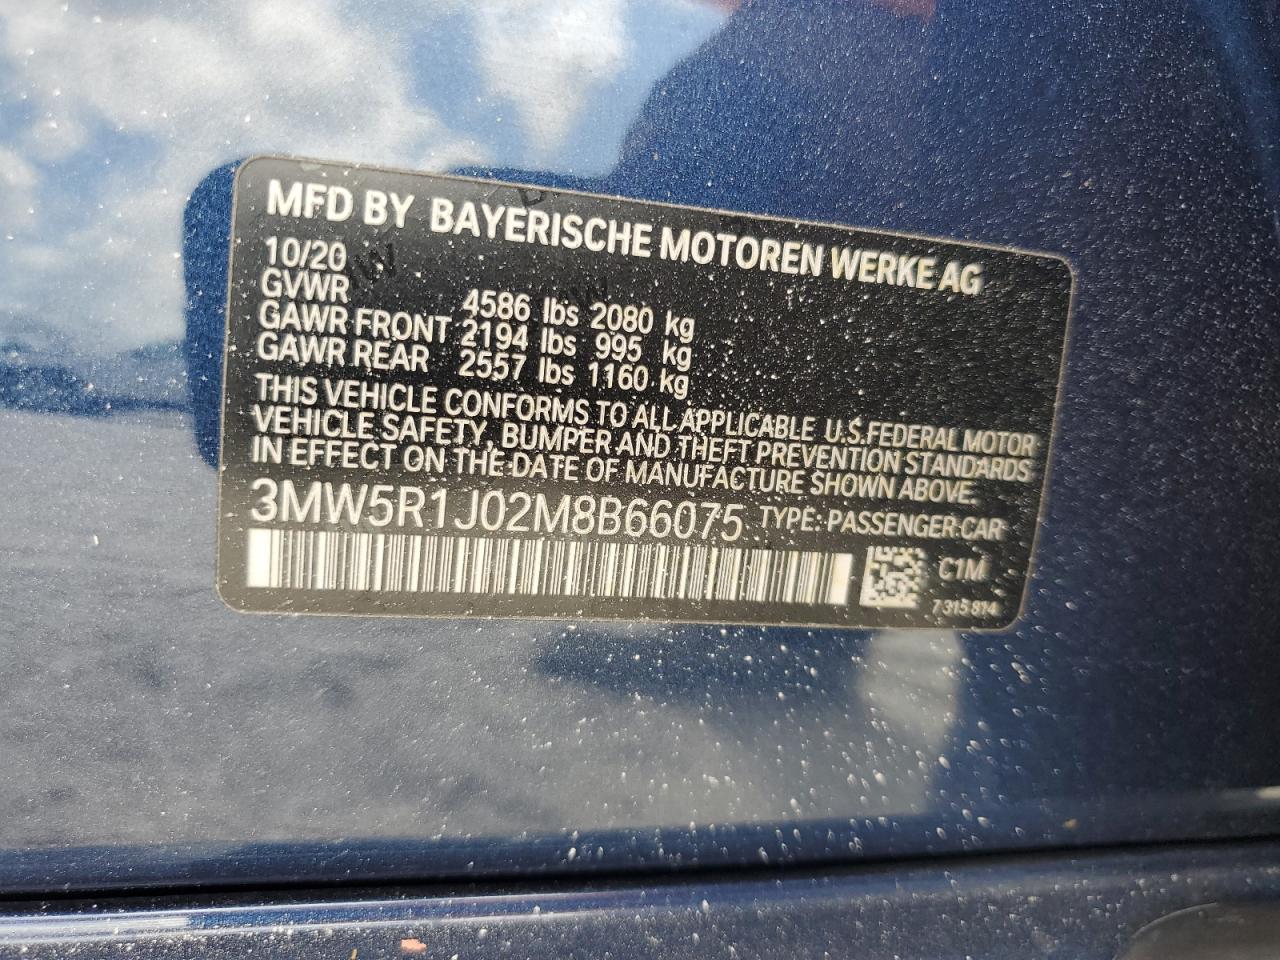 MFD BY BAYERISCHE MOTOREN WERKE AG
10/20
GVWR 4586 lbs 2080 kg
GAWR FRONT 2194 lbs 995 kg
GAWR REAR 2557 lbs 1160 kg
THIS VEHICLE CONFORMS TO ALL APPLICABLE U.S.FEDERAL MOTOR
VEHICLE SAFETY, BUMPER AND THEFT PREVENTION STANDARDS
IN EFFECT ON THE DATE OF MANUFACTURE SHOWN ABOVE.
3MW5R1J02M8B66075 TYPE: PASSENGER CAR
C1M
7 315 814